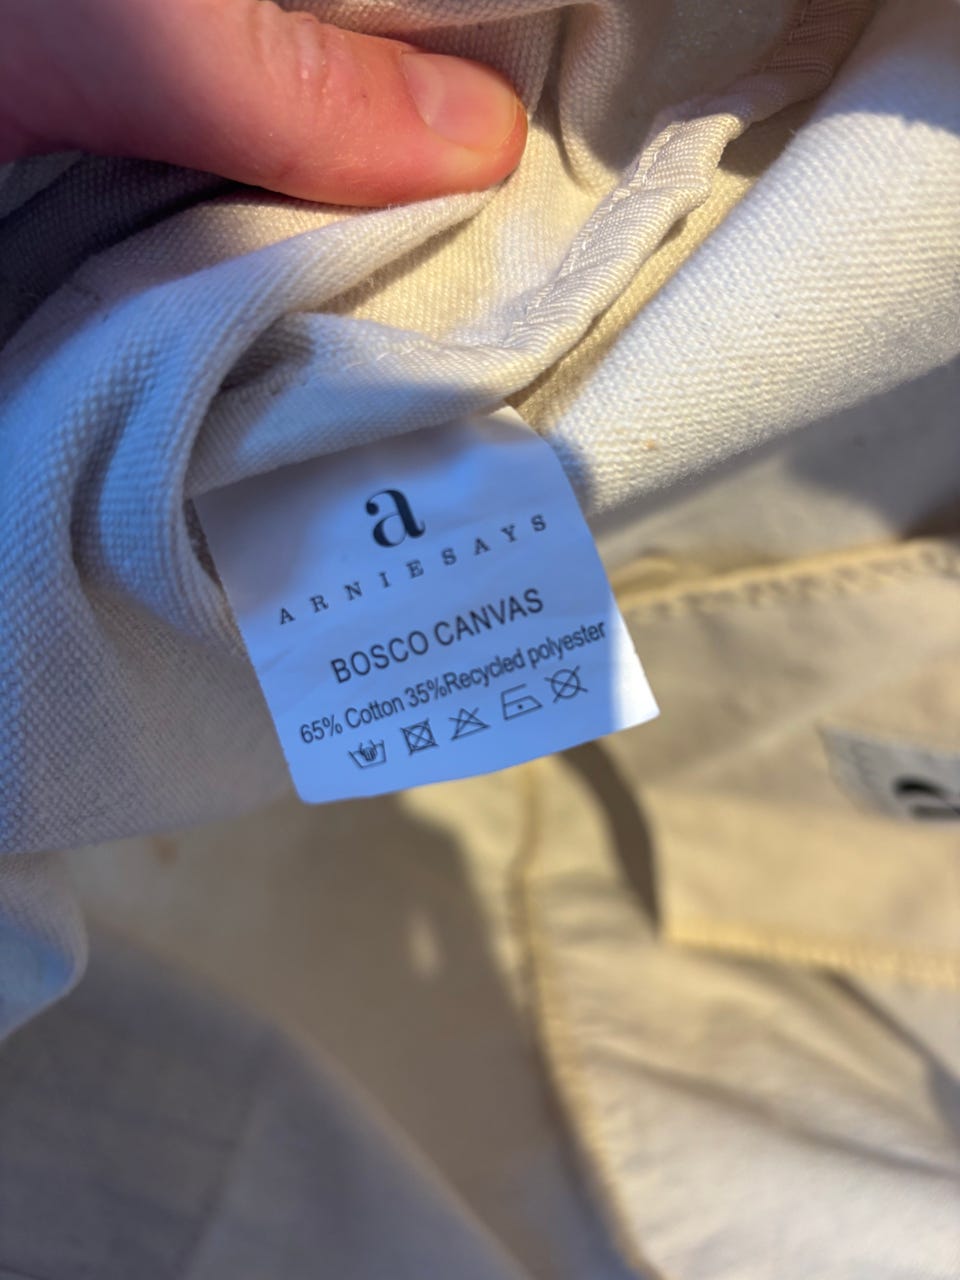 a
ARNIESAYS
BOSCO CANVAS
65% Cotton 35%Recycled polyester
a